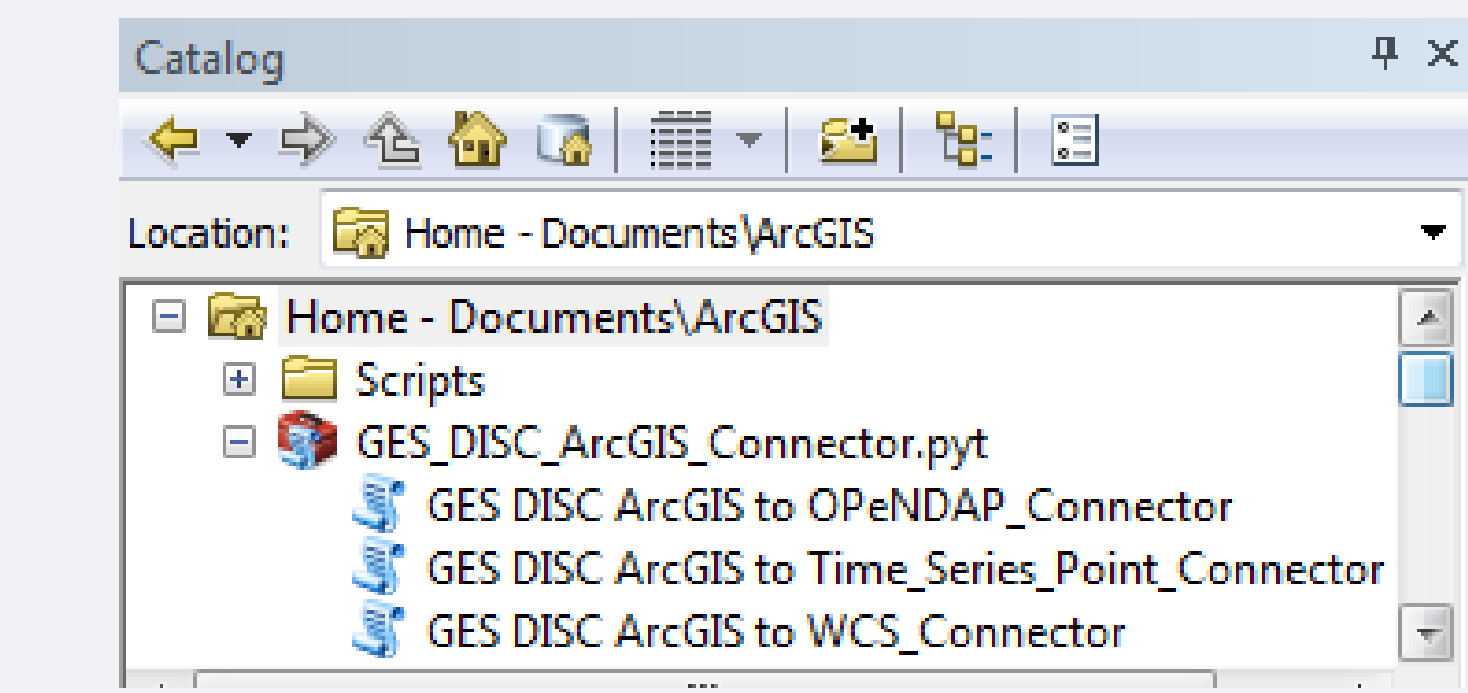 Catalog
Location: Home - Documents\ArcGIS
Home - Documents\ArcGIS
Scripts
GES_DISC_ArcGIS_Connector.pyt
GES DISC ArcGIS to OPeNDAP_Connector
GES DISC ArcGIS to Time_Series_Point_Connector
GES DISC ArcGIS to WCS_Connector